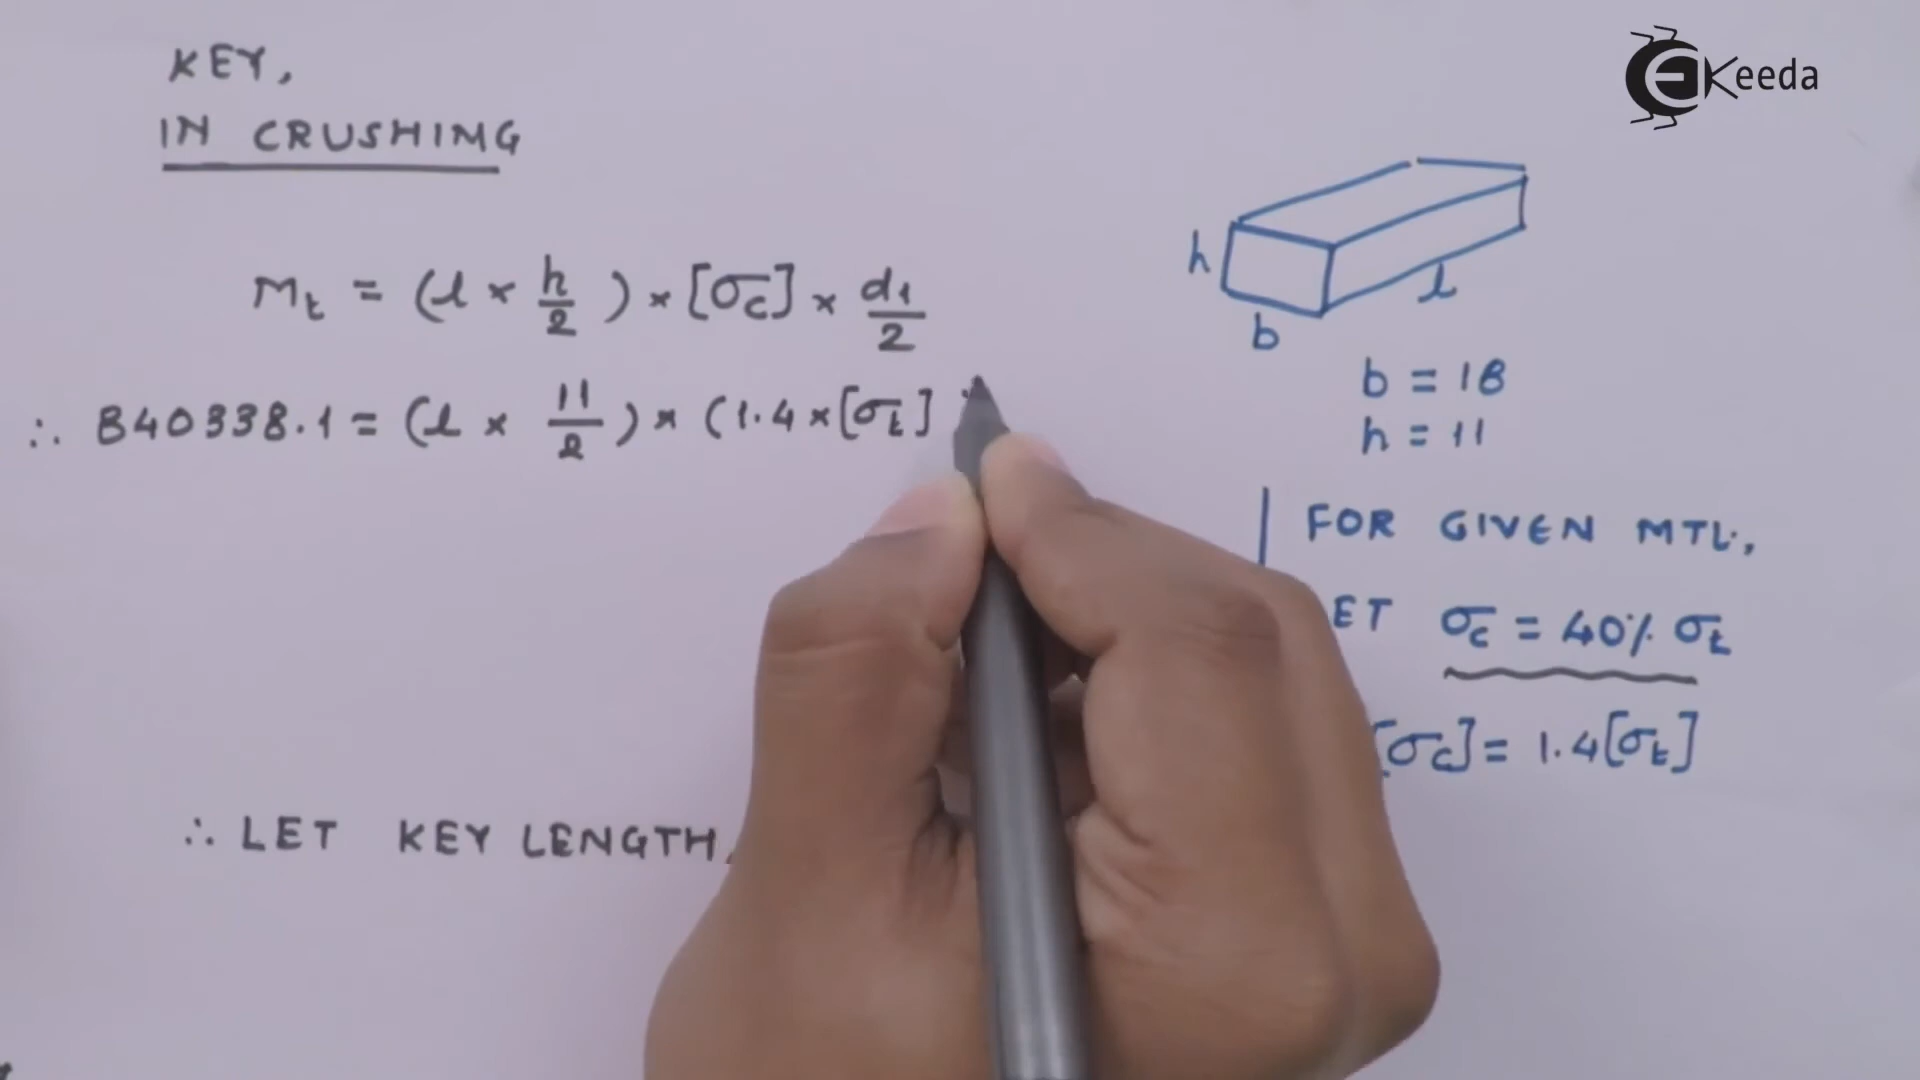 KEY,
IN CRUSHING
Keeda
Mt = (l × h/2) × [σc] × d1/2
∴ 840338.1 = (l × 11/2) × (1.4 × [σt]
h
l
b
b = 18
h = 11
FOR GIVEN MTL.,
ET σc = 40% σt
[σc] = 1.4[σt]
∴ LET KEY LENGTH,